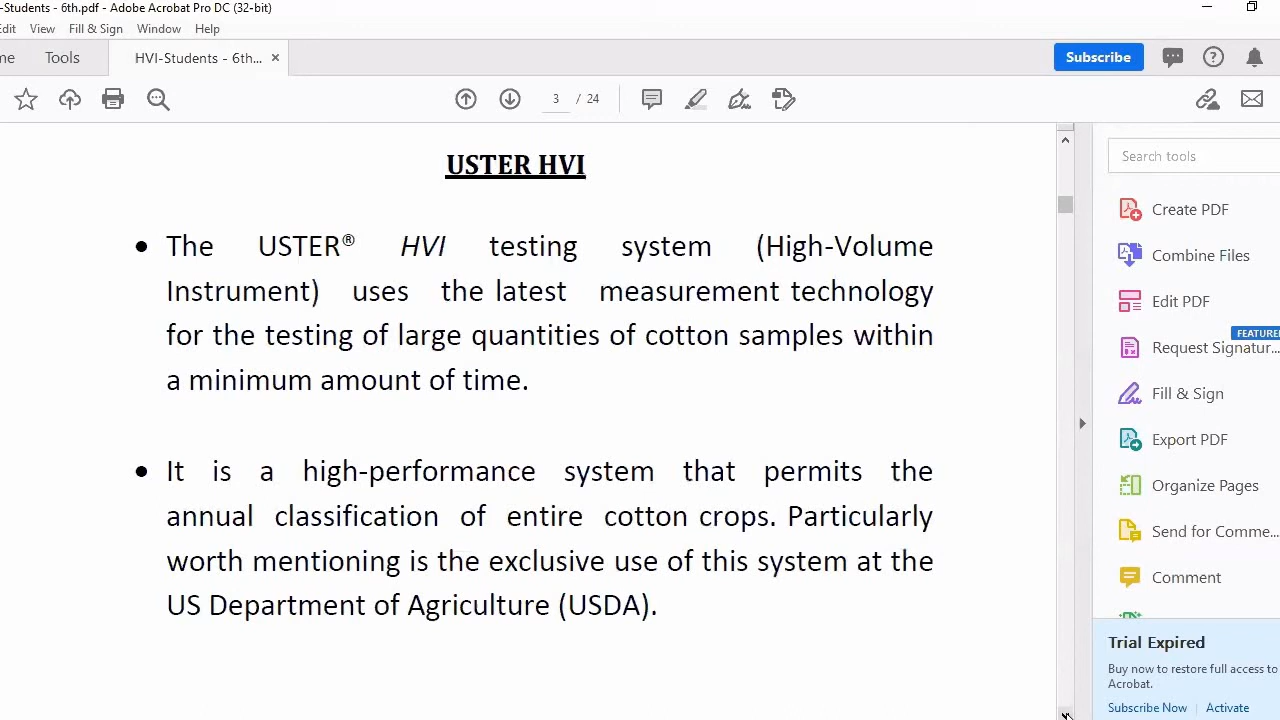 -Students - 6th.pdf - Adobe Acrobat Pro DC (32-bit)
Edit View Fill & Sign Window Help
me Tools HVI-Students - 6th... × Subscribe
3 / 24
USTER HVI
• The USTER® HVI testing system (High-Volume
Instrument) uses the latest measurement technology
for the testing of large quantities of cotton samples within
a minimum amount of time.
• It is a high-performance system that permits the
annual classification of entire cotton crops. Particularly
worth mentioning is the exclusive use of this system at the
US Department of Agriculture (USDA).
Search tools
Create PDF
Combine Files
Edit PDF
FEATURE
Request Signatur...
Fill & Sign
Export PDF
Organize Pages
Send for Comme...
Comment
Trial Expired
Buy now to restore full access to
Acrobat.
Subscribe Now Activate